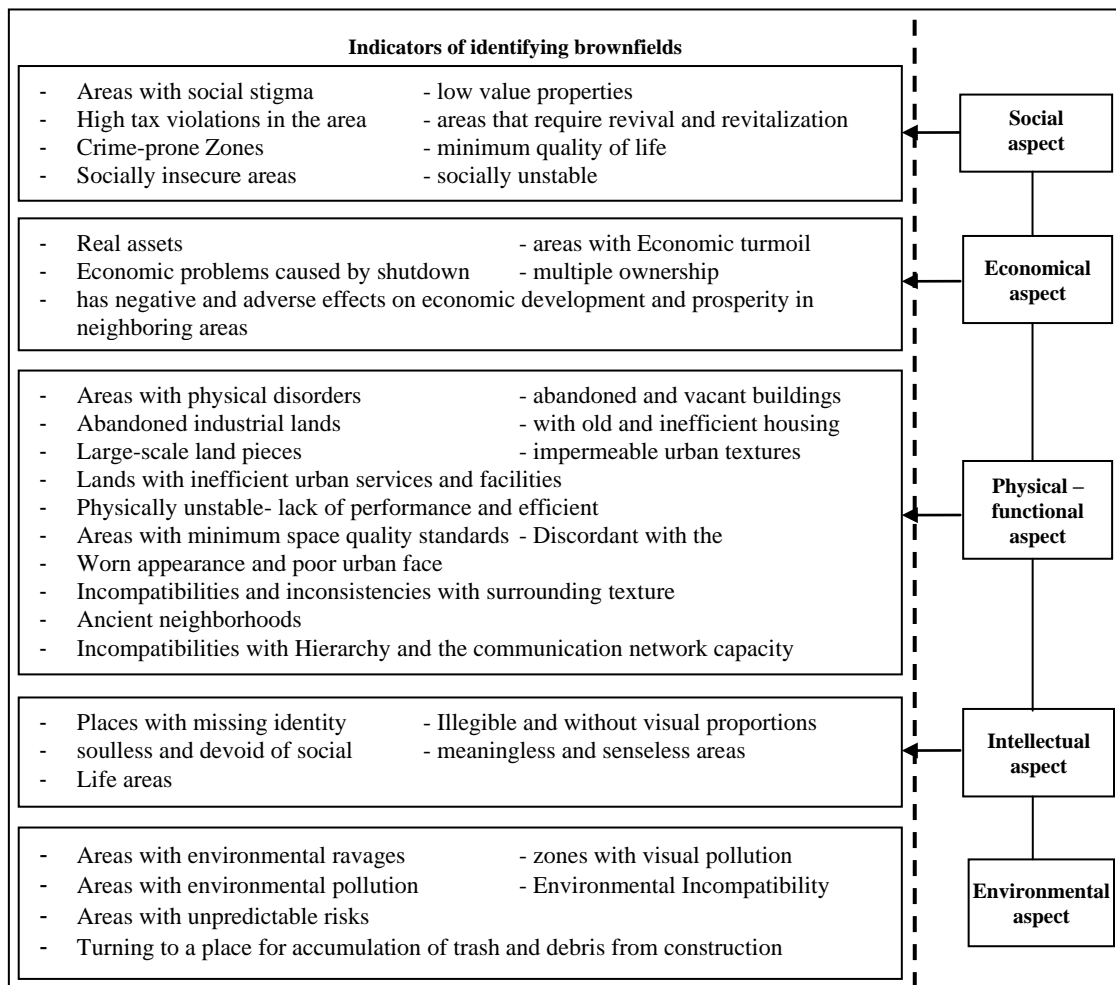 Indicators of identifying brownfields
- Areas with social stigma - low value properties
- High tax violations in the area - areas that require revival and revitalization
- Crime-prone Zones - minimum quality of life
- Socially insecure areas - socially unstable
Social
aspect
- Real assets - areas with Economic turmoil
- Economic problems caused by shutdown - multiple ownership
- has negative and adverse effects on economic development and prosperity in
neighboring areas
Economical
aspect
- Areas with physical disorders - abandoned and vacant buildings
- Abandoned industrial lands - with old and inefficient housing
- Large-scale land pieces - impermeable urban textures
- Lands with inefficient urban services and facilities
- Physically unstable- lack of performance and efficient
- Areas with minimum space quality standards - Discordant with the
- Worn appearance and poor urban face
- Incompatibilities and inconsistencies with surrounding texture
- Ancient neighborhoods
- Incompatibilities with Hierarchy and the communication network capacity
Physical –
functional
aspect
- Places with missing identity - Illegible and without visual proportions
- soulless and devoid of social - meaningless and senseless areas
- Life areas
Intellectual
aspect
- Areas with environmental ravages - zones with visual pollution
- Areas with environmental pollution - Environmental Incompatibility
- Areas with unpredictable risks
- Turning to a place for accumulation of trash and debris from construction
Environmental
aspect